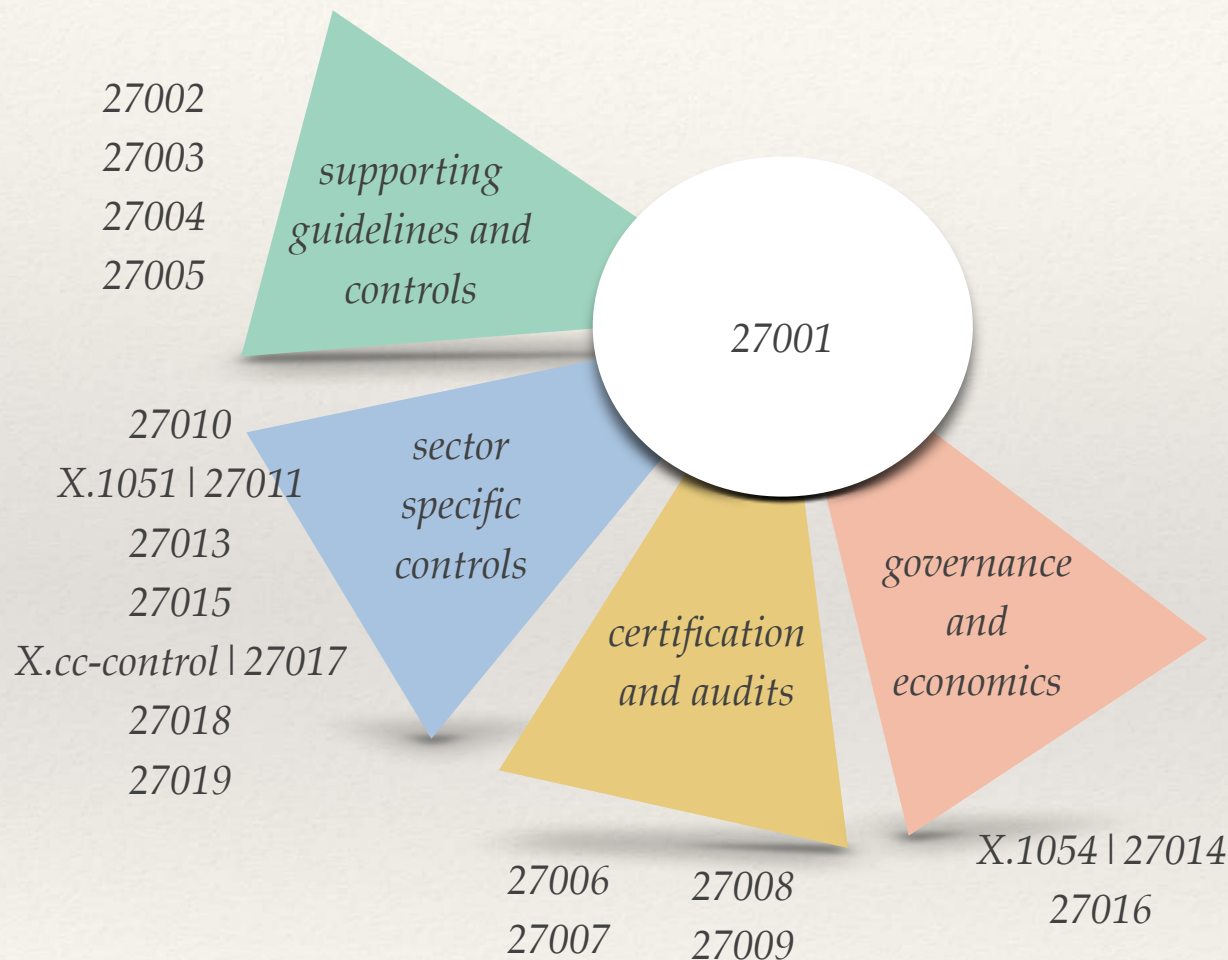 27002
27003
27004
27005
supporting
guidelines and
controls
27001
27010
X.1051 | 27011
27013
27015
X.cc-control | 27017
27018
27019
sector
specific
controls
certification
and audits
27006
27007
27008
27009
governance
and
economics
X.1054 | 27014
27016